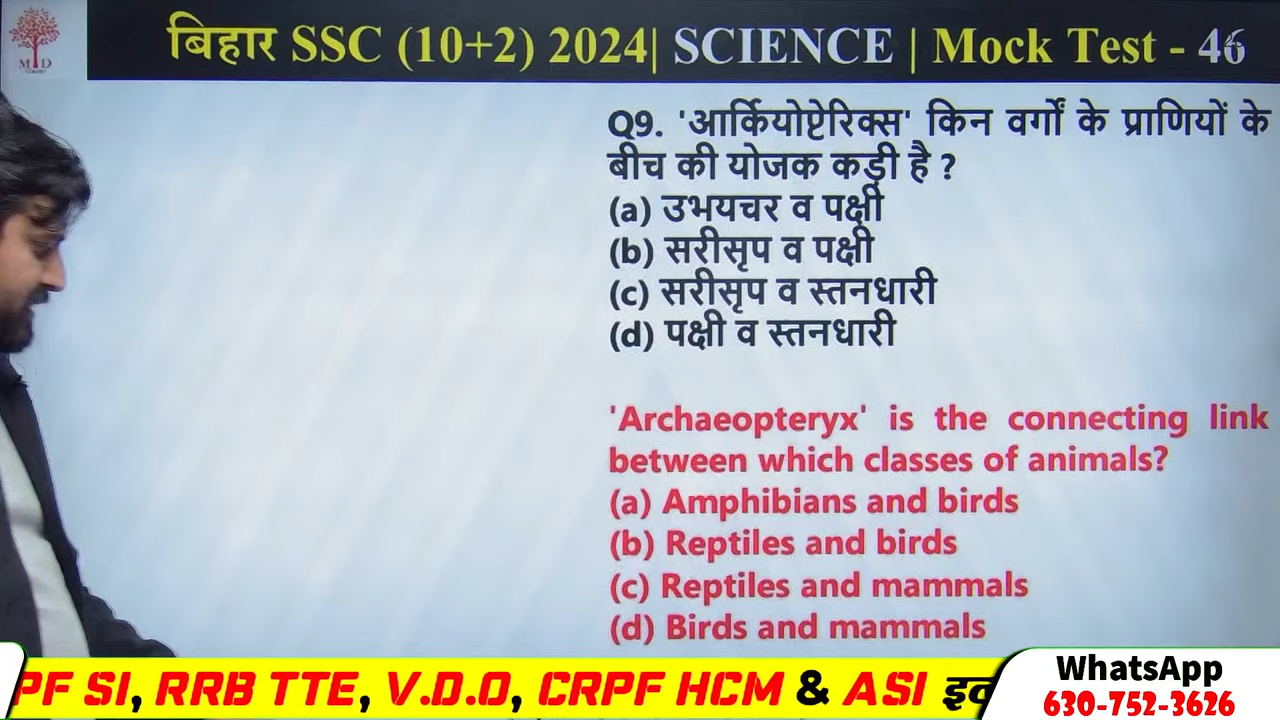 बिहार SSC (10+2) 2024| SCIENCE | Mock Test - 46
Q9. 'आर्कियोप्टेरिक्स' किन वर्गों के प्राणियों के
बीच की योजक कड़ी है ?
(a) उभयचर व पक्षी
(b) सरीसृप व पक्षी
(c) सरीसृप व स्तनधारी
(d) पक्षी व स्तनधारी
'Archaeopteryx' is the connecting link
between which classes of animals?
(a) Amphibians and birds
(b) Reptiles and birds
(c) Reptiles and mammals
(d) Birds and mammals
PF SI, RRB TTE, V.D.O, CRPF HCM & ASI
WhatsApp
630-752-3626